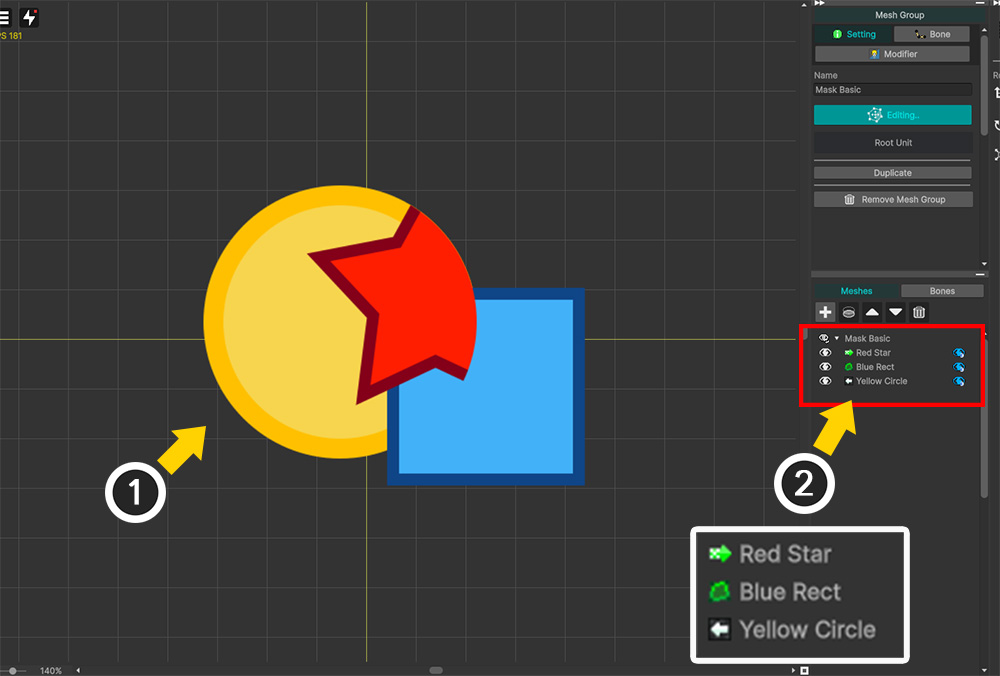 PS 181
Mesh Group
Setting
Bone
Modifier
Name
Mask Basic
Editing..
Root Unit
Duplicate
Remove Mesh Group
Meshes
Bones
Mask Basic
Red Star
Blue Rect
Yellow Circle
1
2
Red Star
Blue Rect
Yellow Circle
140%